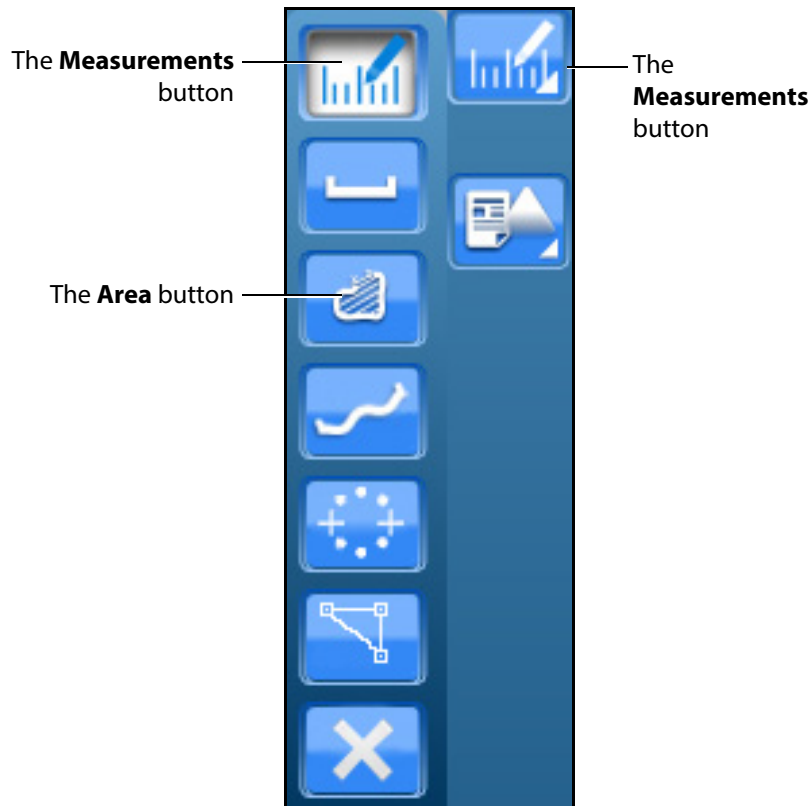 The Measurements
button
The
Measurements
button
The Area button